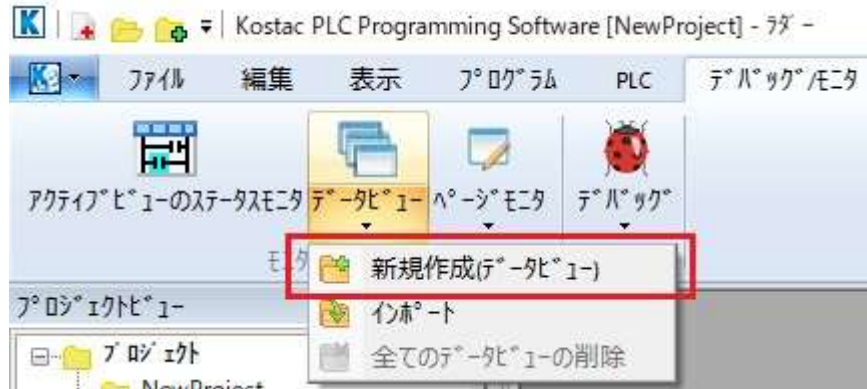 Kostac PLC Programming Software [NewProject] - ﾗﾀﾞｰ
ﾌｧｲﾙ 編集 表示 ﾌﾟﾛｸﾞﾗﾑ PLC ﾃﾞﾊﾞｯｸﾞ/ﾓﾆﾀ
ｱｸﾃｨﾌﾞﾋﾞｭｰのｽﾃｰﾀｽﾓﾆﾀ ﾃﾞｰﾀﾋﾞｭｰ ﾍﾟｰｼﾞﾓﾆﾀ ﾃﾞﾊﾞｯｸﾞ
新規作成(ﾃﾞｰﾀﾋﾞｭｰ)
ｲﾝﾎﾟｰﾄ
全てのﾃﾞｰﾀﾋﾞｭｰの削除
ﾌﾟﾛｼﾞｪｸﾄﾋﾞｭｰ
ﾌﾟﾛｼﾞｪｸﾄ
NewProject